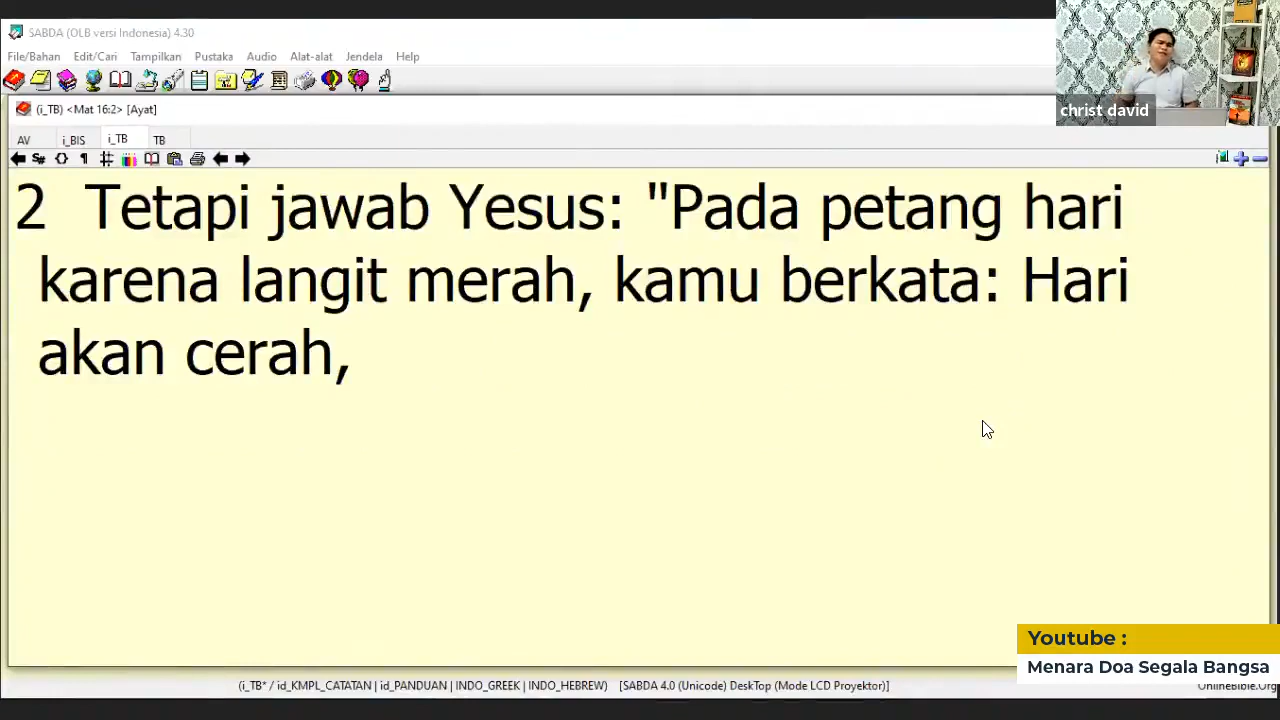 SABDA (OLB versi Indonesia) 4.30
File/Bahan Edit/Cari Tampilkan Pustaka Audio Alat-alat Jendela Help
(i_TB) <Mat 16:2> [Ayat]
AV i_BIS i_TB TB
christ david
2 Tetapi jawab Yesus: "Pada petang hari
karena langit merah, kamu berkata: Hari
akan cerah,
Youtube :
Menara Doa Segala Bangsa
(i_TB* / id_KMPL_CATATAN | id_PANDUAN | INDO_GREEK | INDO_HEBREW) [SABDA 4.0 (Unicode) DeskTop (Mode LCD Proyektor)]
OnlineBible.Org